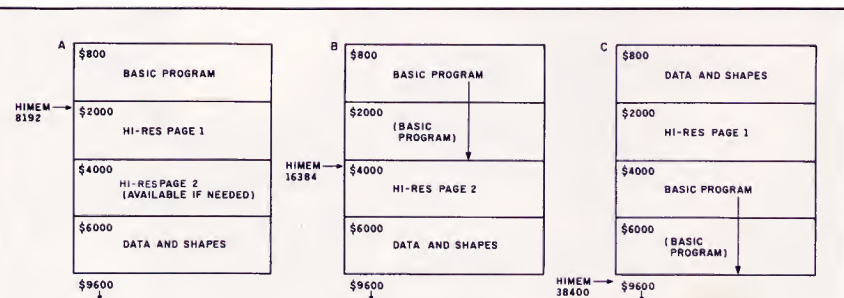 A
$800
BASIC PROGRAM
HIMEM
8192
$2000
HI-RES PAGE 1
$4000
HI-RES PAGE 2
(AVAILABLE IF NEEDED)
$6000
DATA AND SHAPES
$9600
B
$800
BASIC PROGRAM
$2000
(BASIC
PROGRAM)
HIMEM
16384
$4000
HI-RES PAGE 2
$6000
DATA AND SHAPES
$9600
C
$800
DATA AND SHAPES
$2000
HI-RES PAGE 1
$4000
BASIC PROGRAM
$6000
(BASIC
PROGRAM)
HIMEM
38400
$9600